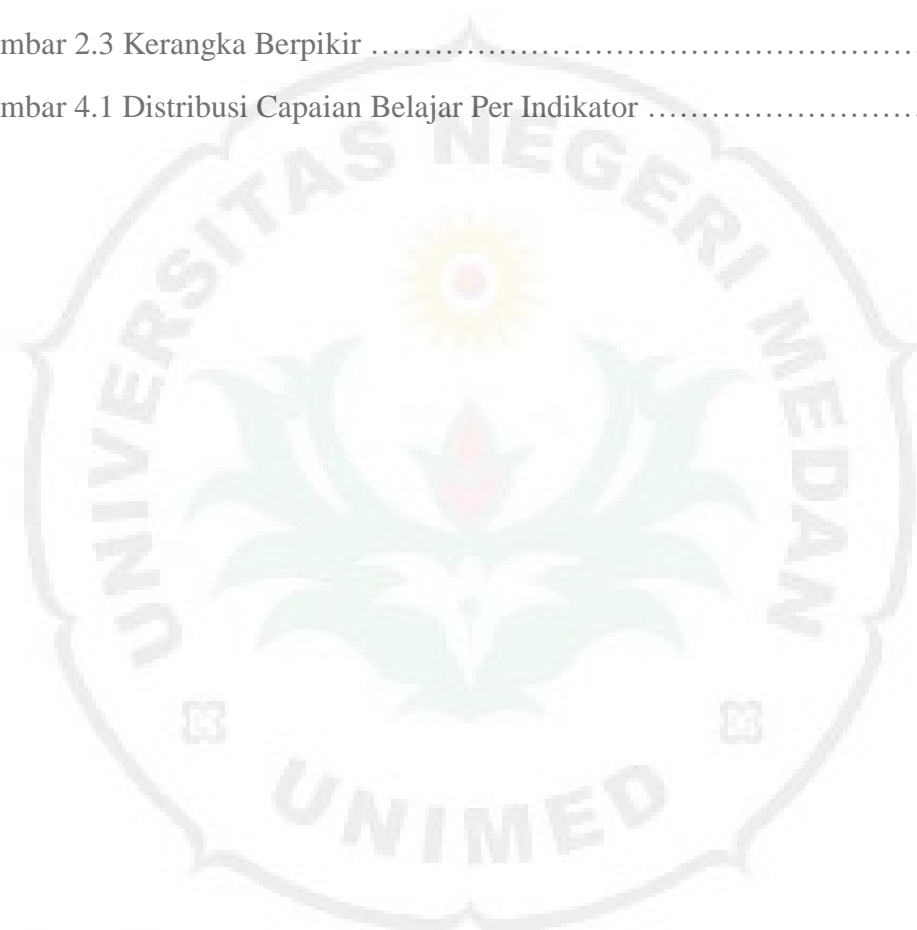 mbar 2.3 Kerangka Berpikir ……………………………………………
mbar 4.1 Distribusi Capaian Belajar Per Indikator ……………………
UNIVERSITAS NEGERI MEDAN
UNIMED